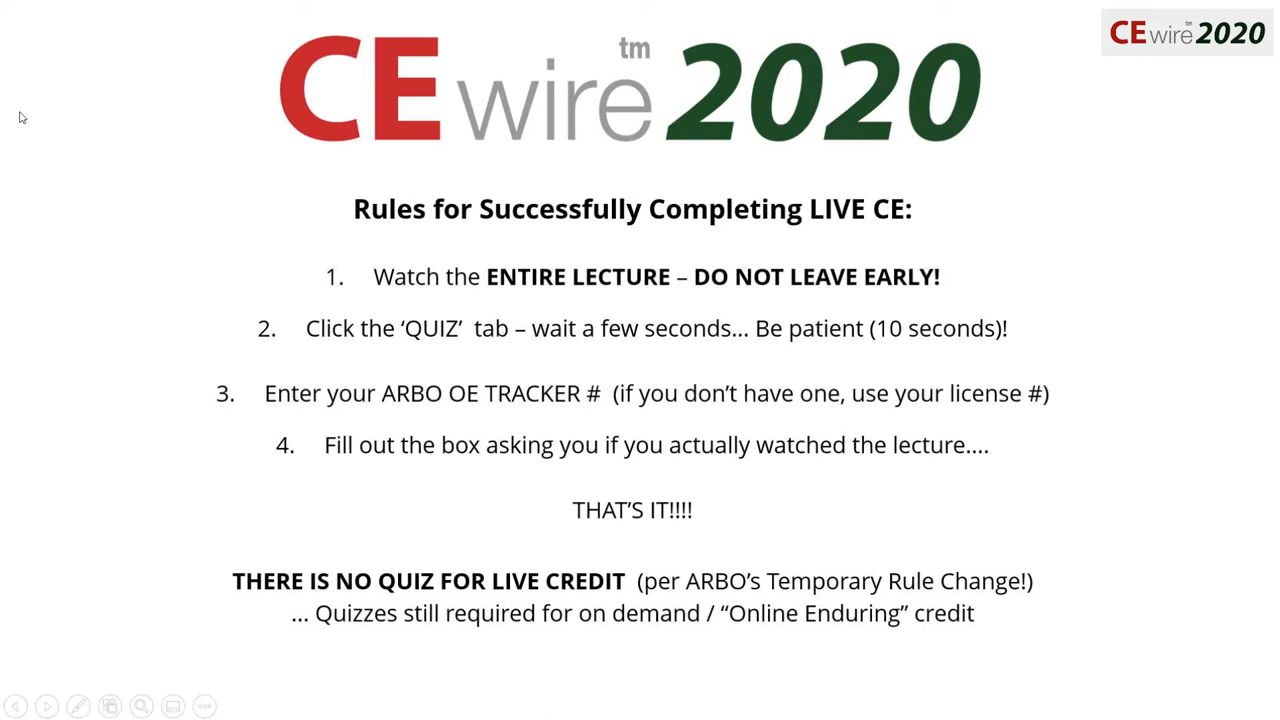 CE wire tm 2020
CE wire tm 2020
Rules for Successfully Completing LIVE CE:
1. Watch the ENTIRE LECTURE – DO NOT LEAVE EARLY!
2. Click the ‘QUIZ’ tab – wait a few seconds... Be patient (10 seconds)!
3. Enter your ARBO OE TRACKER # (if you don’t have one, use your license #)
4. Fill out the box asking you if you actually watched the lecture....
THAT’S IT!!!!
THERE IS NO QUIZ FOR LIVE CREDIT (per ARBO’s Temporary Rule Change!)
... Quizzes still required for on demand / “Online Enduring” credit